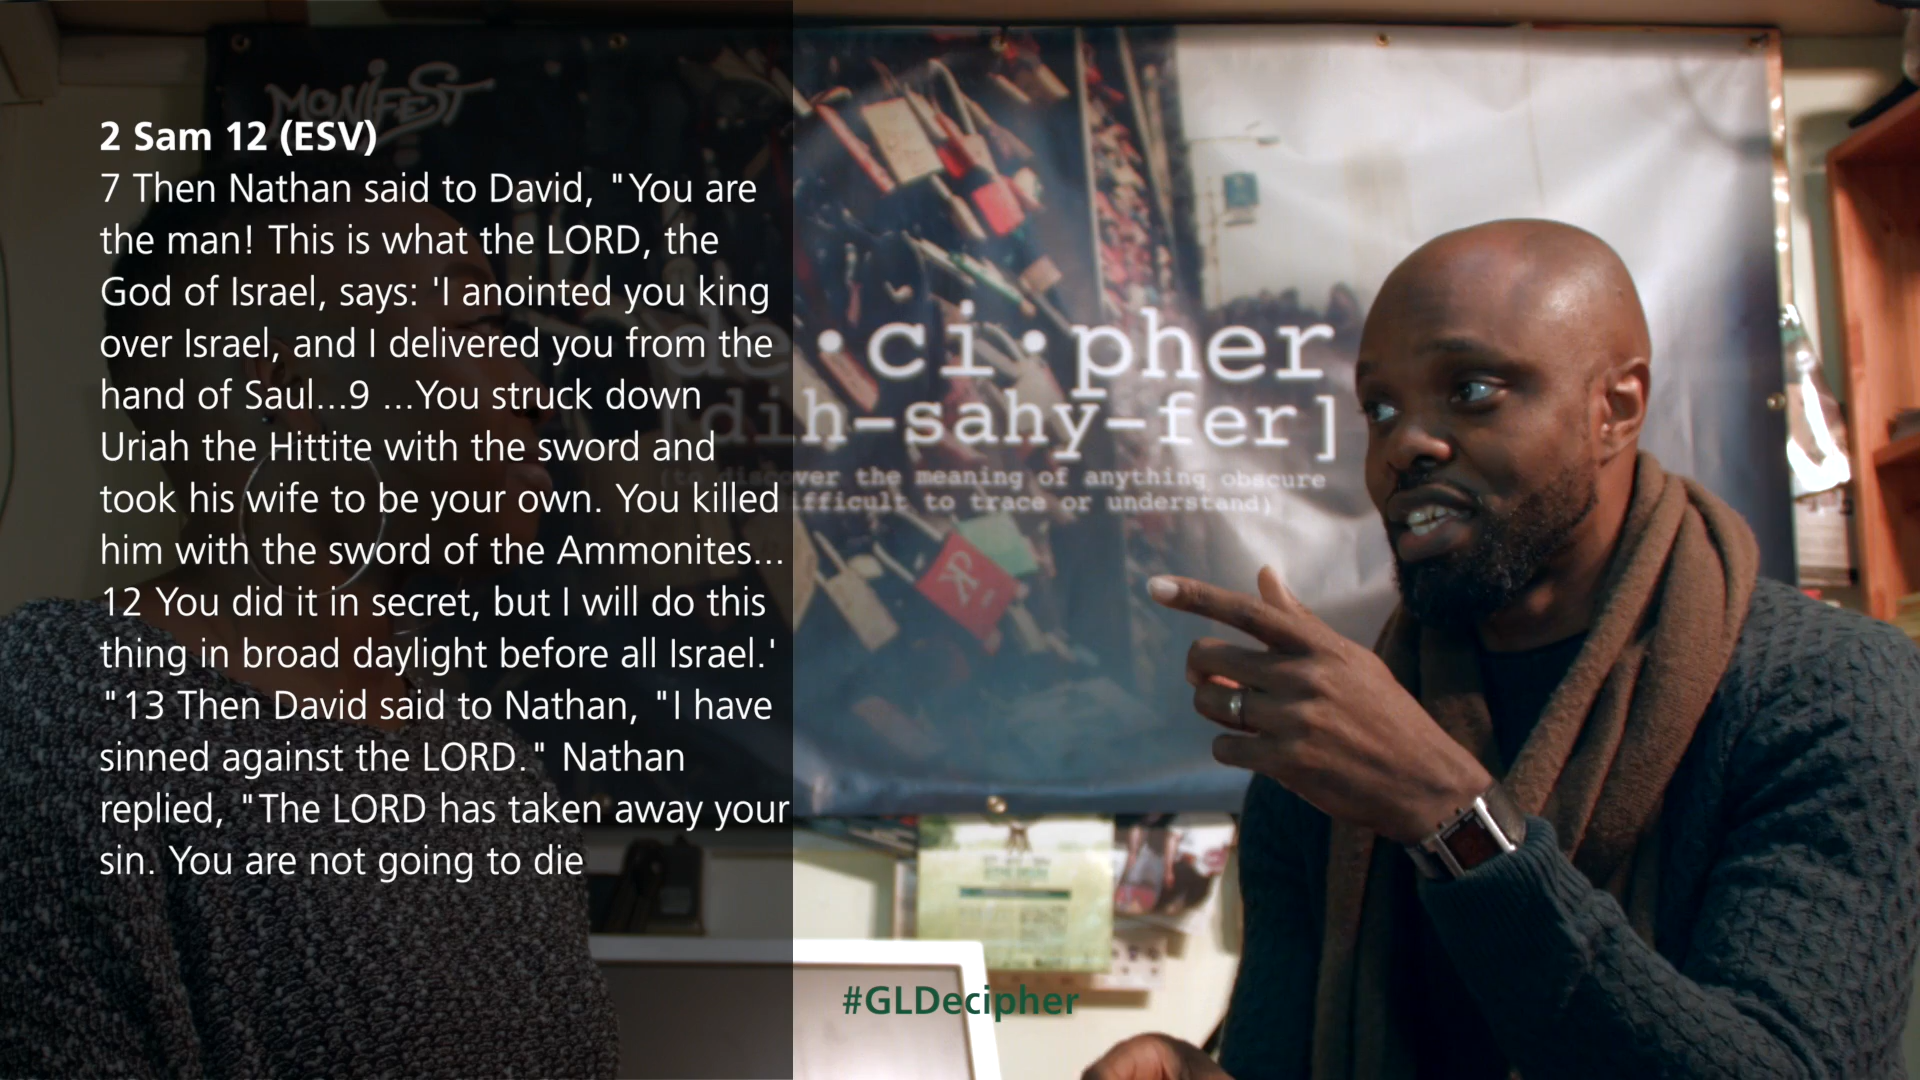 MANIFEST
2 Sam 12 (ESV)
7 Then Nathan said to David, "You are
the man! This is what the LORD, the
God of Israel, says: 'I anointed you king
over Israel, and I delivered you from the
hand of Saul...9 ...You struck down
Uriah the Hittite with the sword and
took his wife to be your own. You killed
him with the sword of the Ammonites...
12 You did it in secret, but I will do this
thing in broad daylight before all Israel.'
"13 Then David said to Nathan, "I have
sinned against the LORD." Nathan
replied, "The LORD has taken away your
sin. You are not going to die
de•ci•pher
[dih-sahy-fer]
(to discover the meaning of anything obscure
difficult to trace or understand)
#GLDecipher